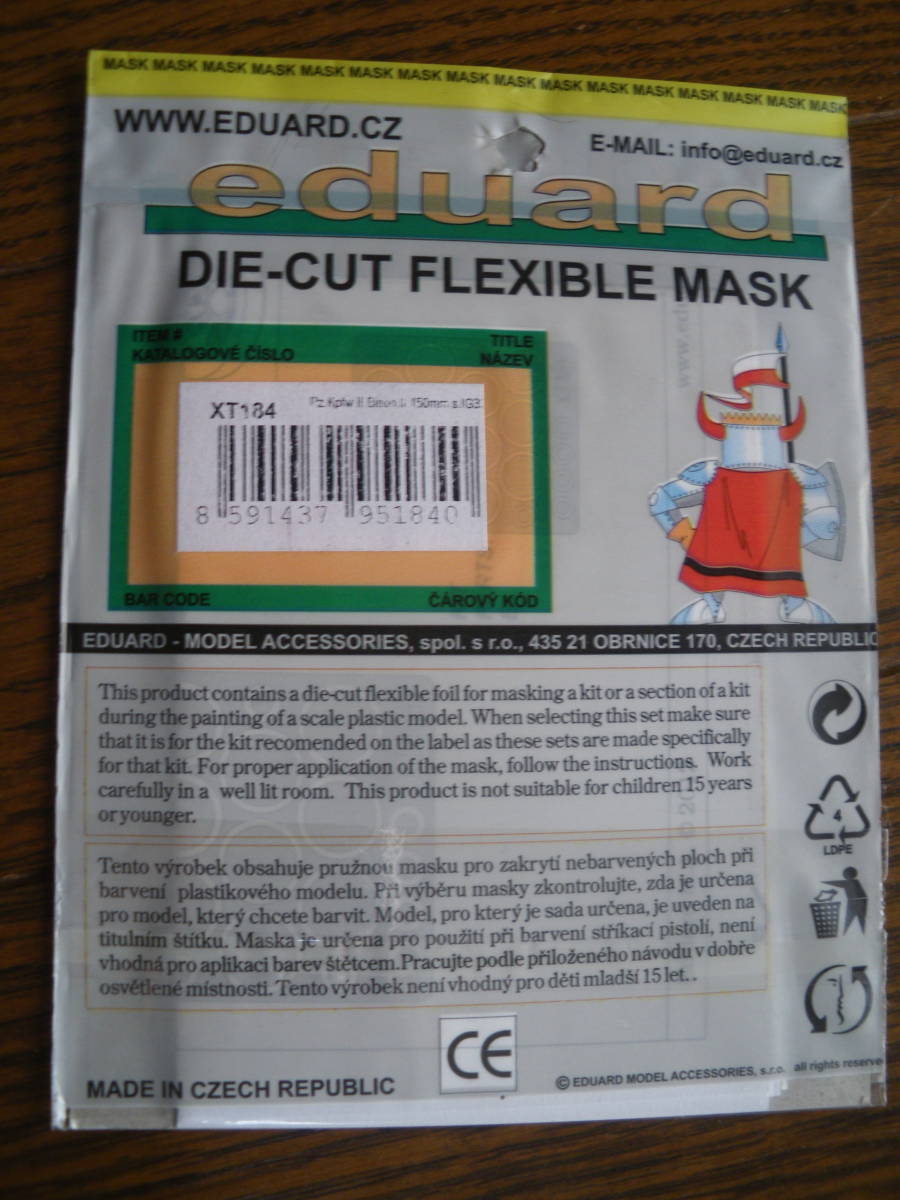 MASK MASK MASK MASK MASK MASK MASK MASK MASK MASK MASK MASK MASK MASK MASK
WWW.EDUARD.CZ
E-MAIL: info@eduard.cz
eduard
DIE-CUT FLEXIBLE MASK
ITEM #
KATALOGOVÉ ČÍSLO
TITLE
NÁZEV
XT184
Pz.Kpfw II 150mm
8 591437 951840
BAR CODE
ČÁROVÝ KÓD
EDUARD - MODEL ACCESSORIES, spol. s r.o., 435 21 OBRNICE 170, CZECH REPUBLIC
This product contains a die-cut flexible foil for masking a kit or a section of a kit
during the painting of a scale plastic model. When selecting this set make sure
that it is for the kit recomended on the label as these sets are made specifically
for that kit. For proper application of the mask, follow the instructions. Work
carefully in a well lit room. This product is not suitable for children 15 years
or younger.
4
LDPE
Tento výrobek obsahuje pružnou masku pro zakrytí nebarvených ploch při
barvení plastikového modelu. Při výběru masky zkontrolujte, zda je určena
pro model, který chcete barvit. Model, pro který je sada určena, je uveden na
titulním štítku. Maska je určena pro použití při barvení stříkací pistolí, není
vhodná pro aplikaci barev štětcem.Pracujte podle přiloženého návodu v dobře
osvětlené místnosti. Tento výrobek není vhodný pro děti mladší 15 let. .
CE
MADE IN CZECH REPUBLIC
© EDUARD MODEL ACCESSORIES, s.r.o. all rights reserve